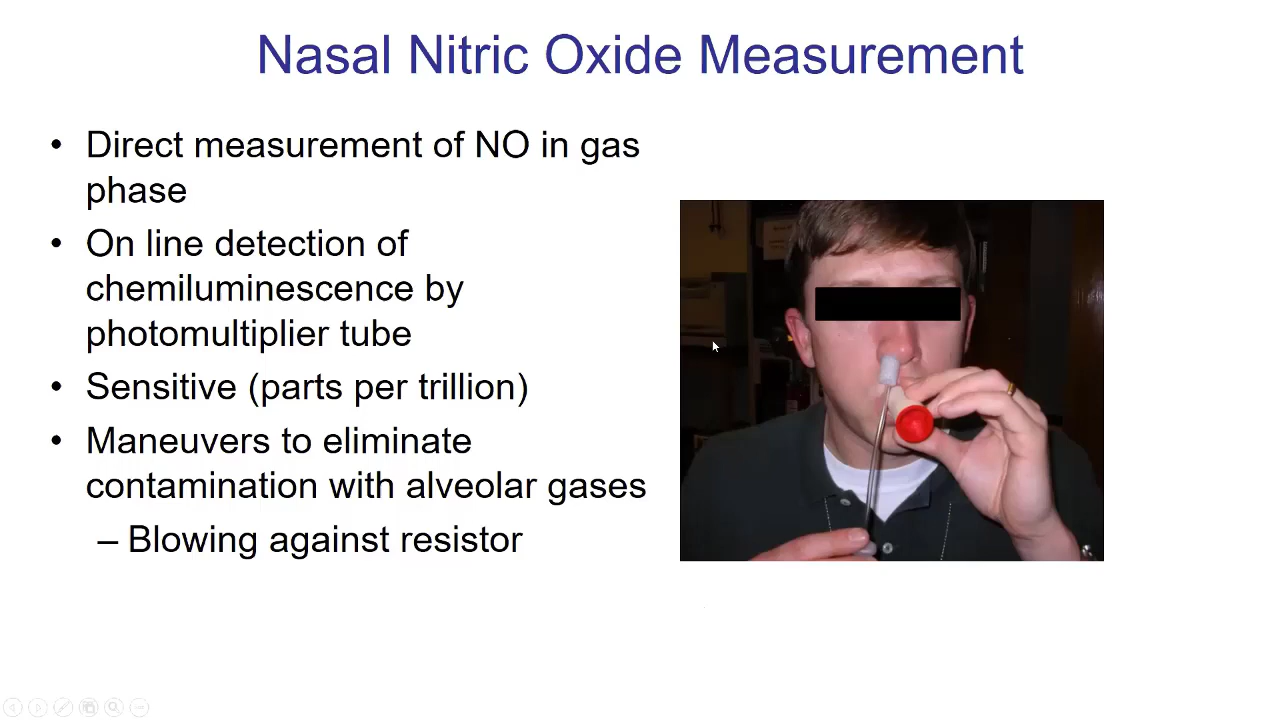 Nasal Nitric Oxide Measurement
• Direct measurement of NO in gas
phase
• On line detection of
chemiluminescence by
photomultiplier tube
• Sensitive (parts per trillion)
• Maneuvers to eliminate
contamination with alveolar gases
– Blowing against resistor